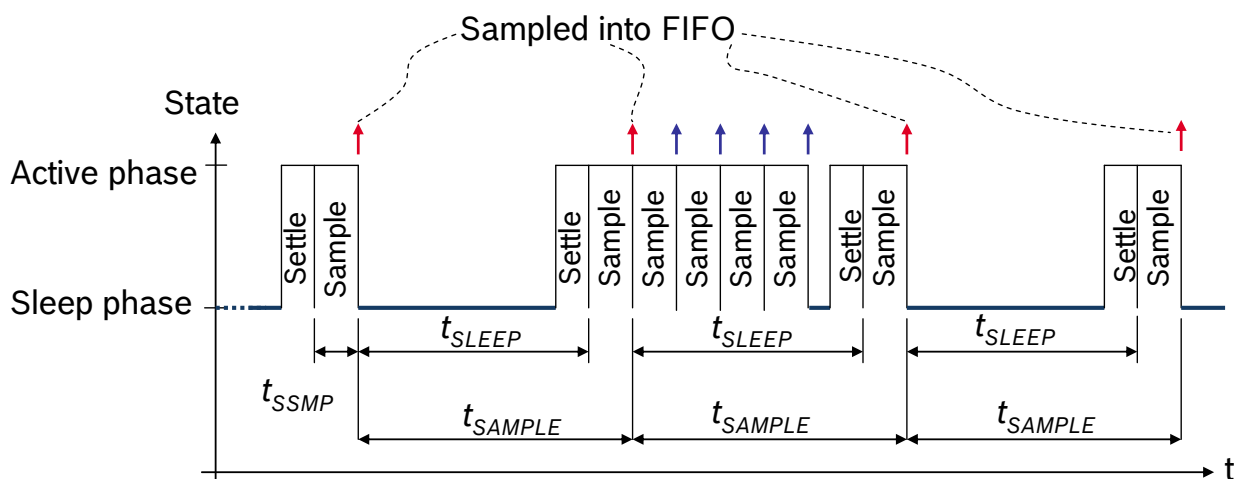 Sampled into FIFO
State
Active phase
Settle
Sample
Settle
Sample
Sample
Sample
Sample
Sample
Settle
Sample
Settle
Sample
Sleep phase
tSLEEP
tSLEEP
tSLEEP
tSSMP
tSAMPLE
tSAMPLE
tSAMPLE
t